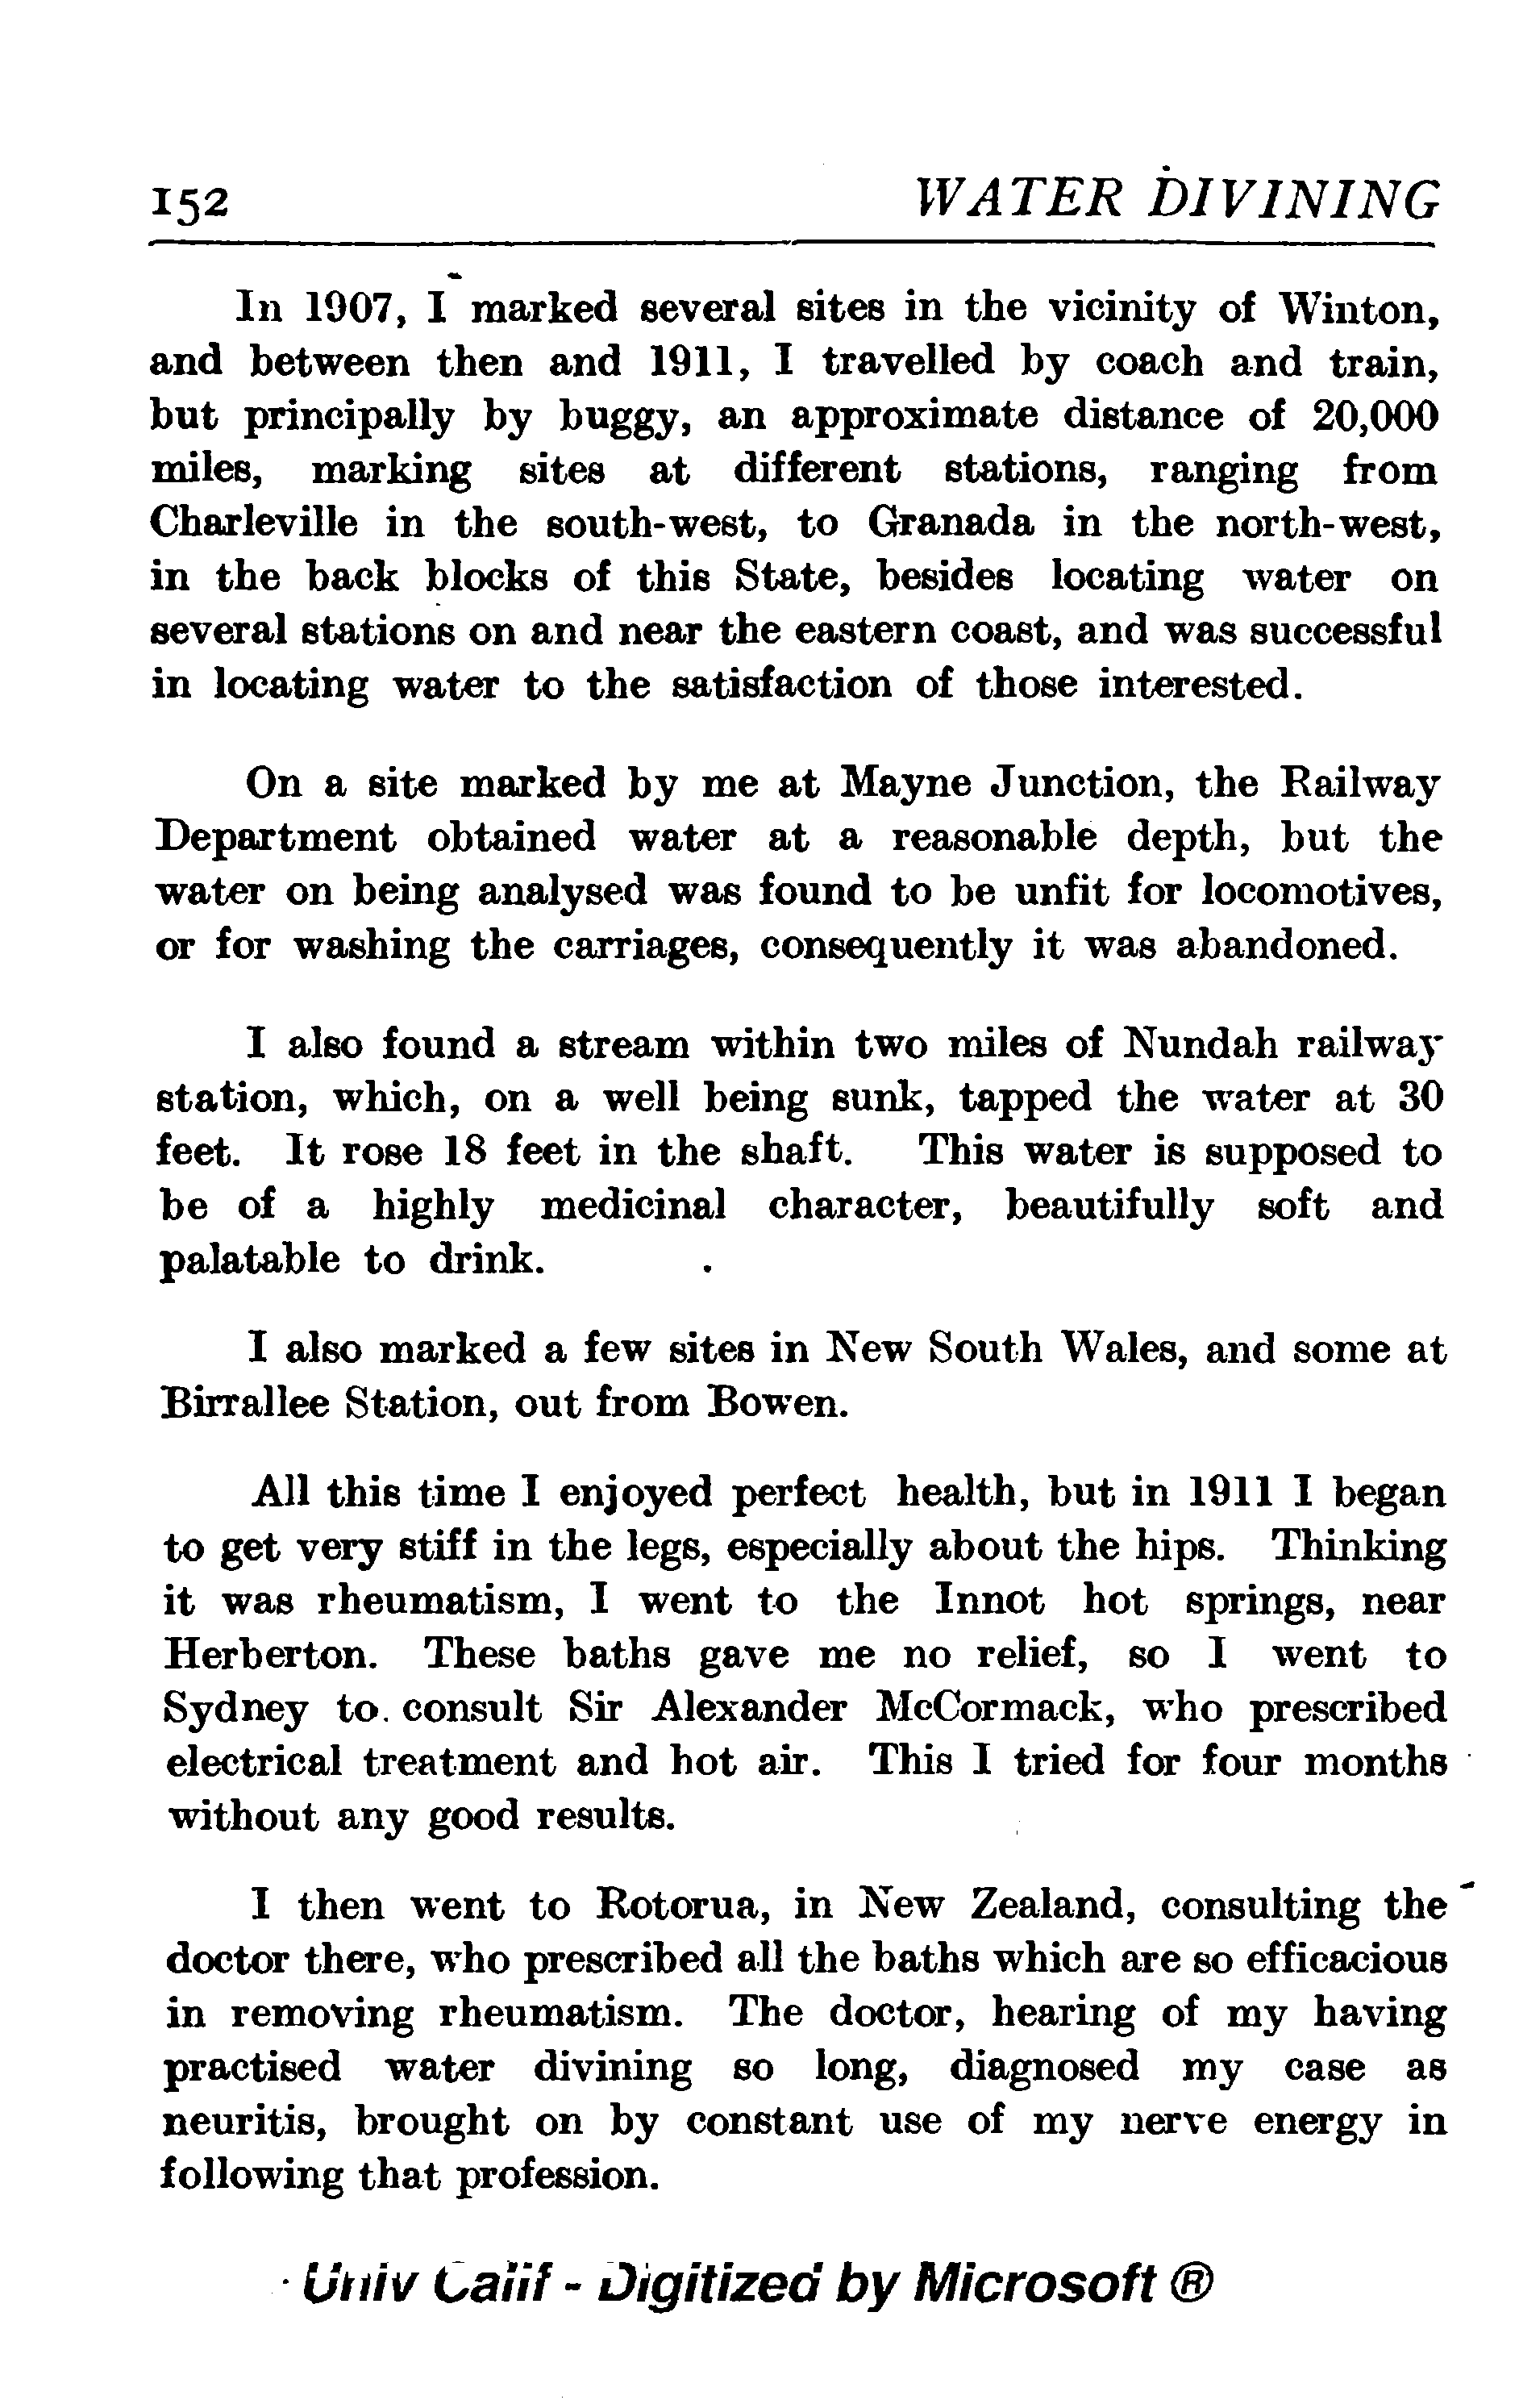 152 WATER DIVINING
In 1907, I marked several sites in the vicinity of Winton,
and between then and 1911, I travelled by coach and train,
but principally by buggy, an approximate distance of 20,000
miles, marking sites at different stations, ranging from
Charleville in the south-west, to Granada in the north-west,
in the back blocks of this State, besides locating water on
several stations on and near the eastern coast, and was successful
in locating water to the satisfaction of those interested.
On a site marked by me at Mayne Junction, the Railway
Department obtained water at a reasonable depth, but the
water on being analysed was found to be unfit for locomotives,
or for washing the carriages, consequently it was abandoned.
I also found a stream within two miles of Nundah railway
station, which, on a well being sunk, tapped the water at 30
feet. It rose 18 feet in the shaft. This water is supposed to
be of a highly medicinal character, beautifully soft and
palatable to drink.
I also marked a few sites in New South Wales, and some at
Birrallee Station, out from Bowen.
All this time I enjoyed perfect health, but in 1911 I began
to get very stiff in the legs, especially about the hips. Thinking
it was rheumatism, I went to the Innot hot springs, near
Herberton. These baths gave me no relief, so I went to
Sydney to consult Sir Alexander McCormack, who prescribed
electrical treatment and hot air. This I tried for four months
without any good results.
I then went to Rotorua, in New Zealand, consulting the
doctor there, who prescribed all the baths which are so efficacious
in removing rheumatism. The doctor, hearing of my having
practised water divining so long, diagnosed my case as
neuritis, brought on by constant use of my nerve energy in
following that profession.
Univ Calif - Digitized by Microsoft ®